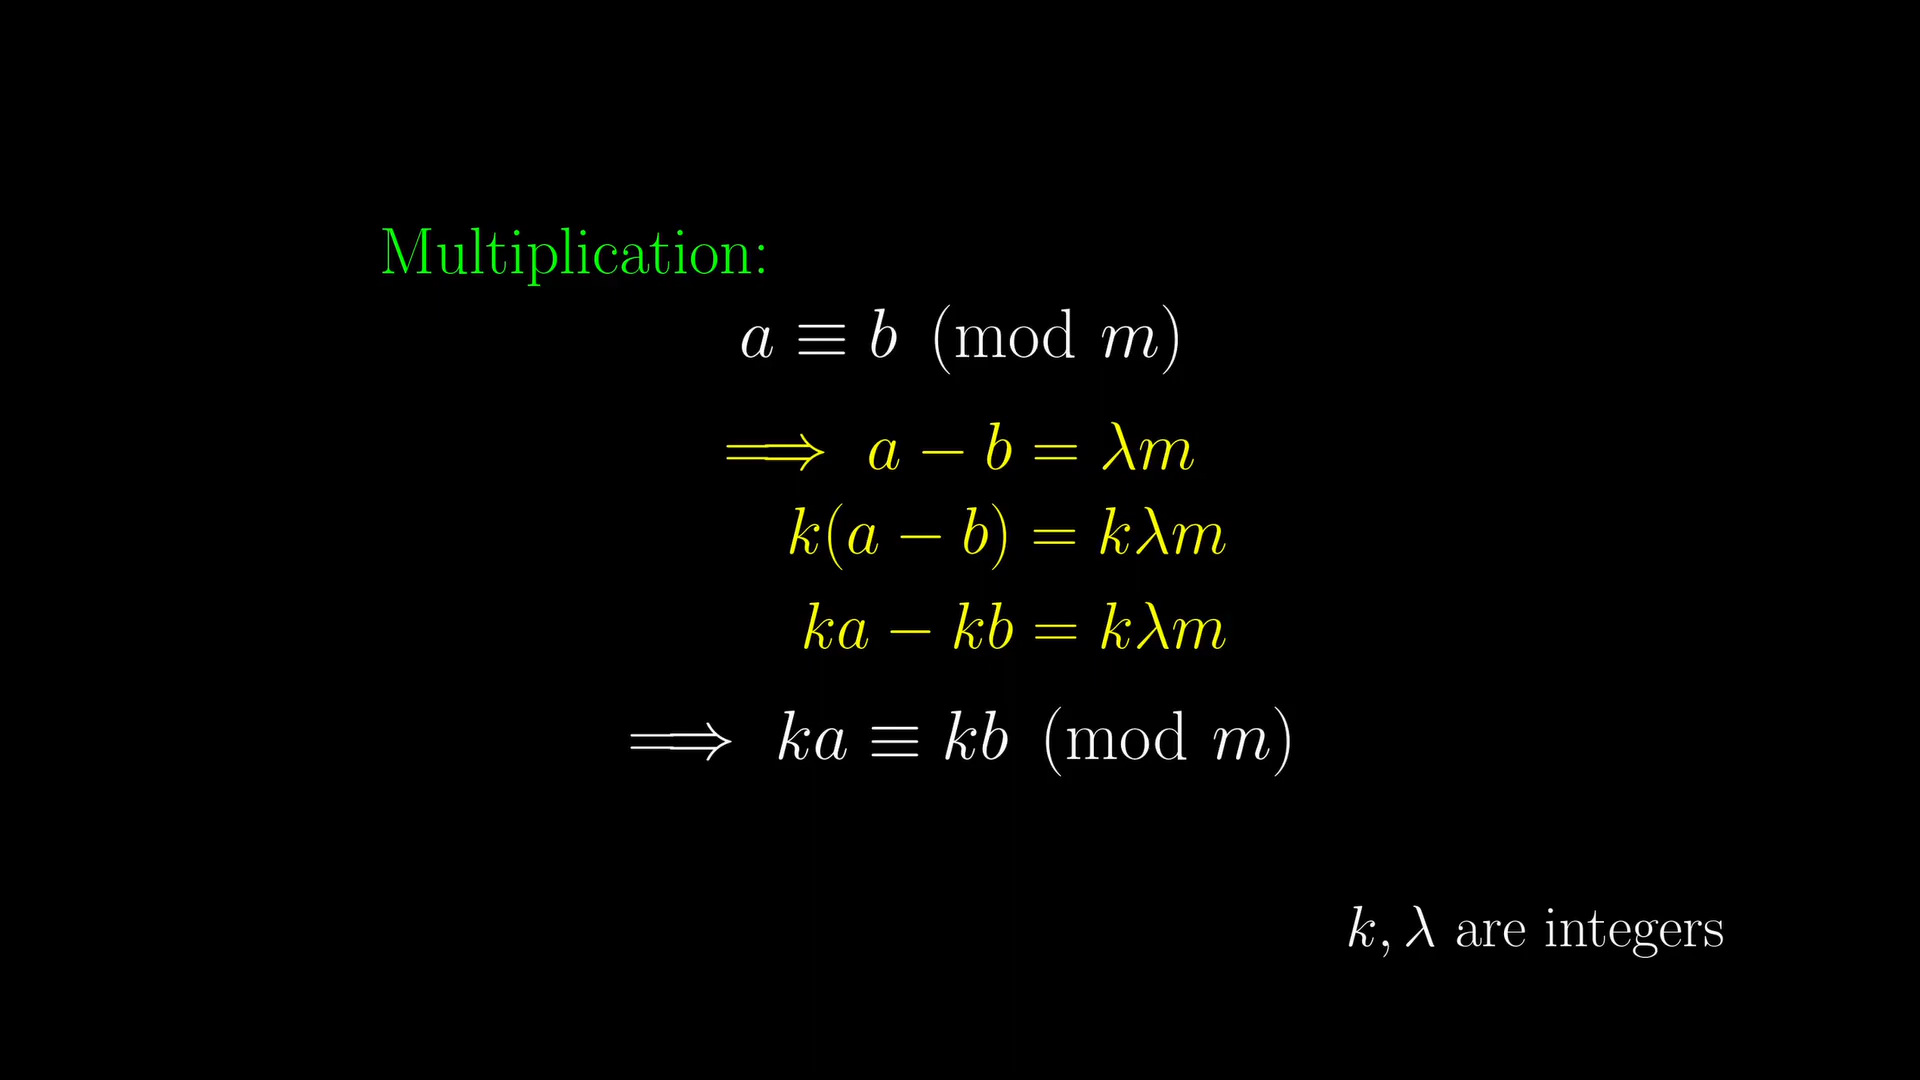 Multiplication:
a ≡ b (mod m)
⟹ a − b = λm
k(a − b) = kλm
ka − kb = kλm
⟹ ka ≡ kb (mod m)
k, λ are integers